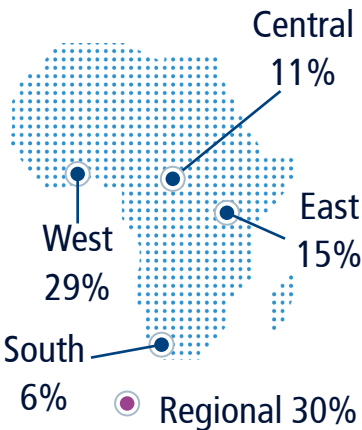 Central
11%
East
15%
West
29%
South
6%
Regional 30%